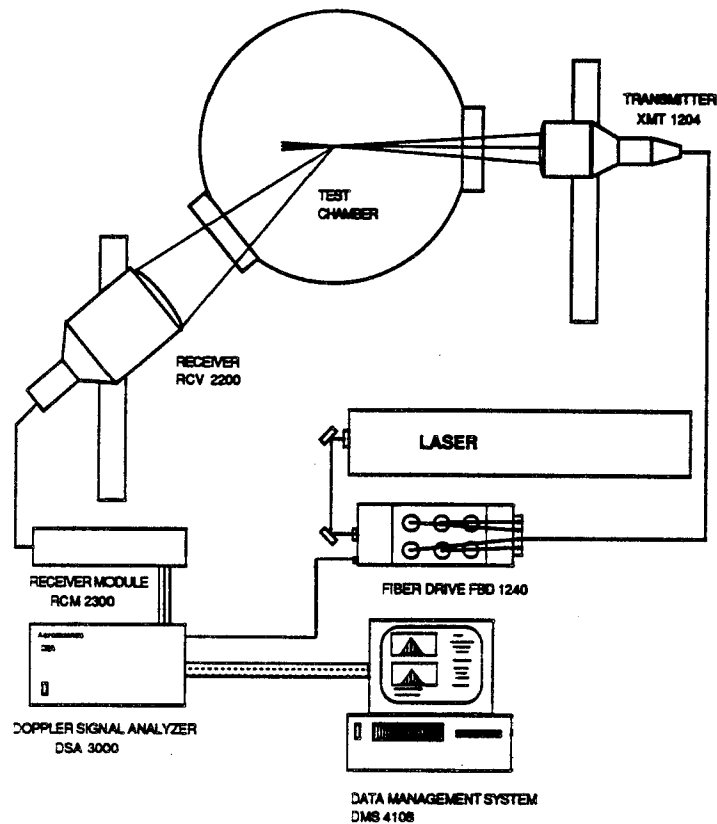 TRANSMITTER
XMT 1204
TEST
CHAMBER
RECEIVER
RCV 2200
LASER
RECEIVER MODULE
RCM 2300
FIBER DRIVE FBD 1240
DSA
DOPPLER SIGNAL ANALYZER
DSA 3000
DATA MANAGEMENT SYSTEM
DMS 4108